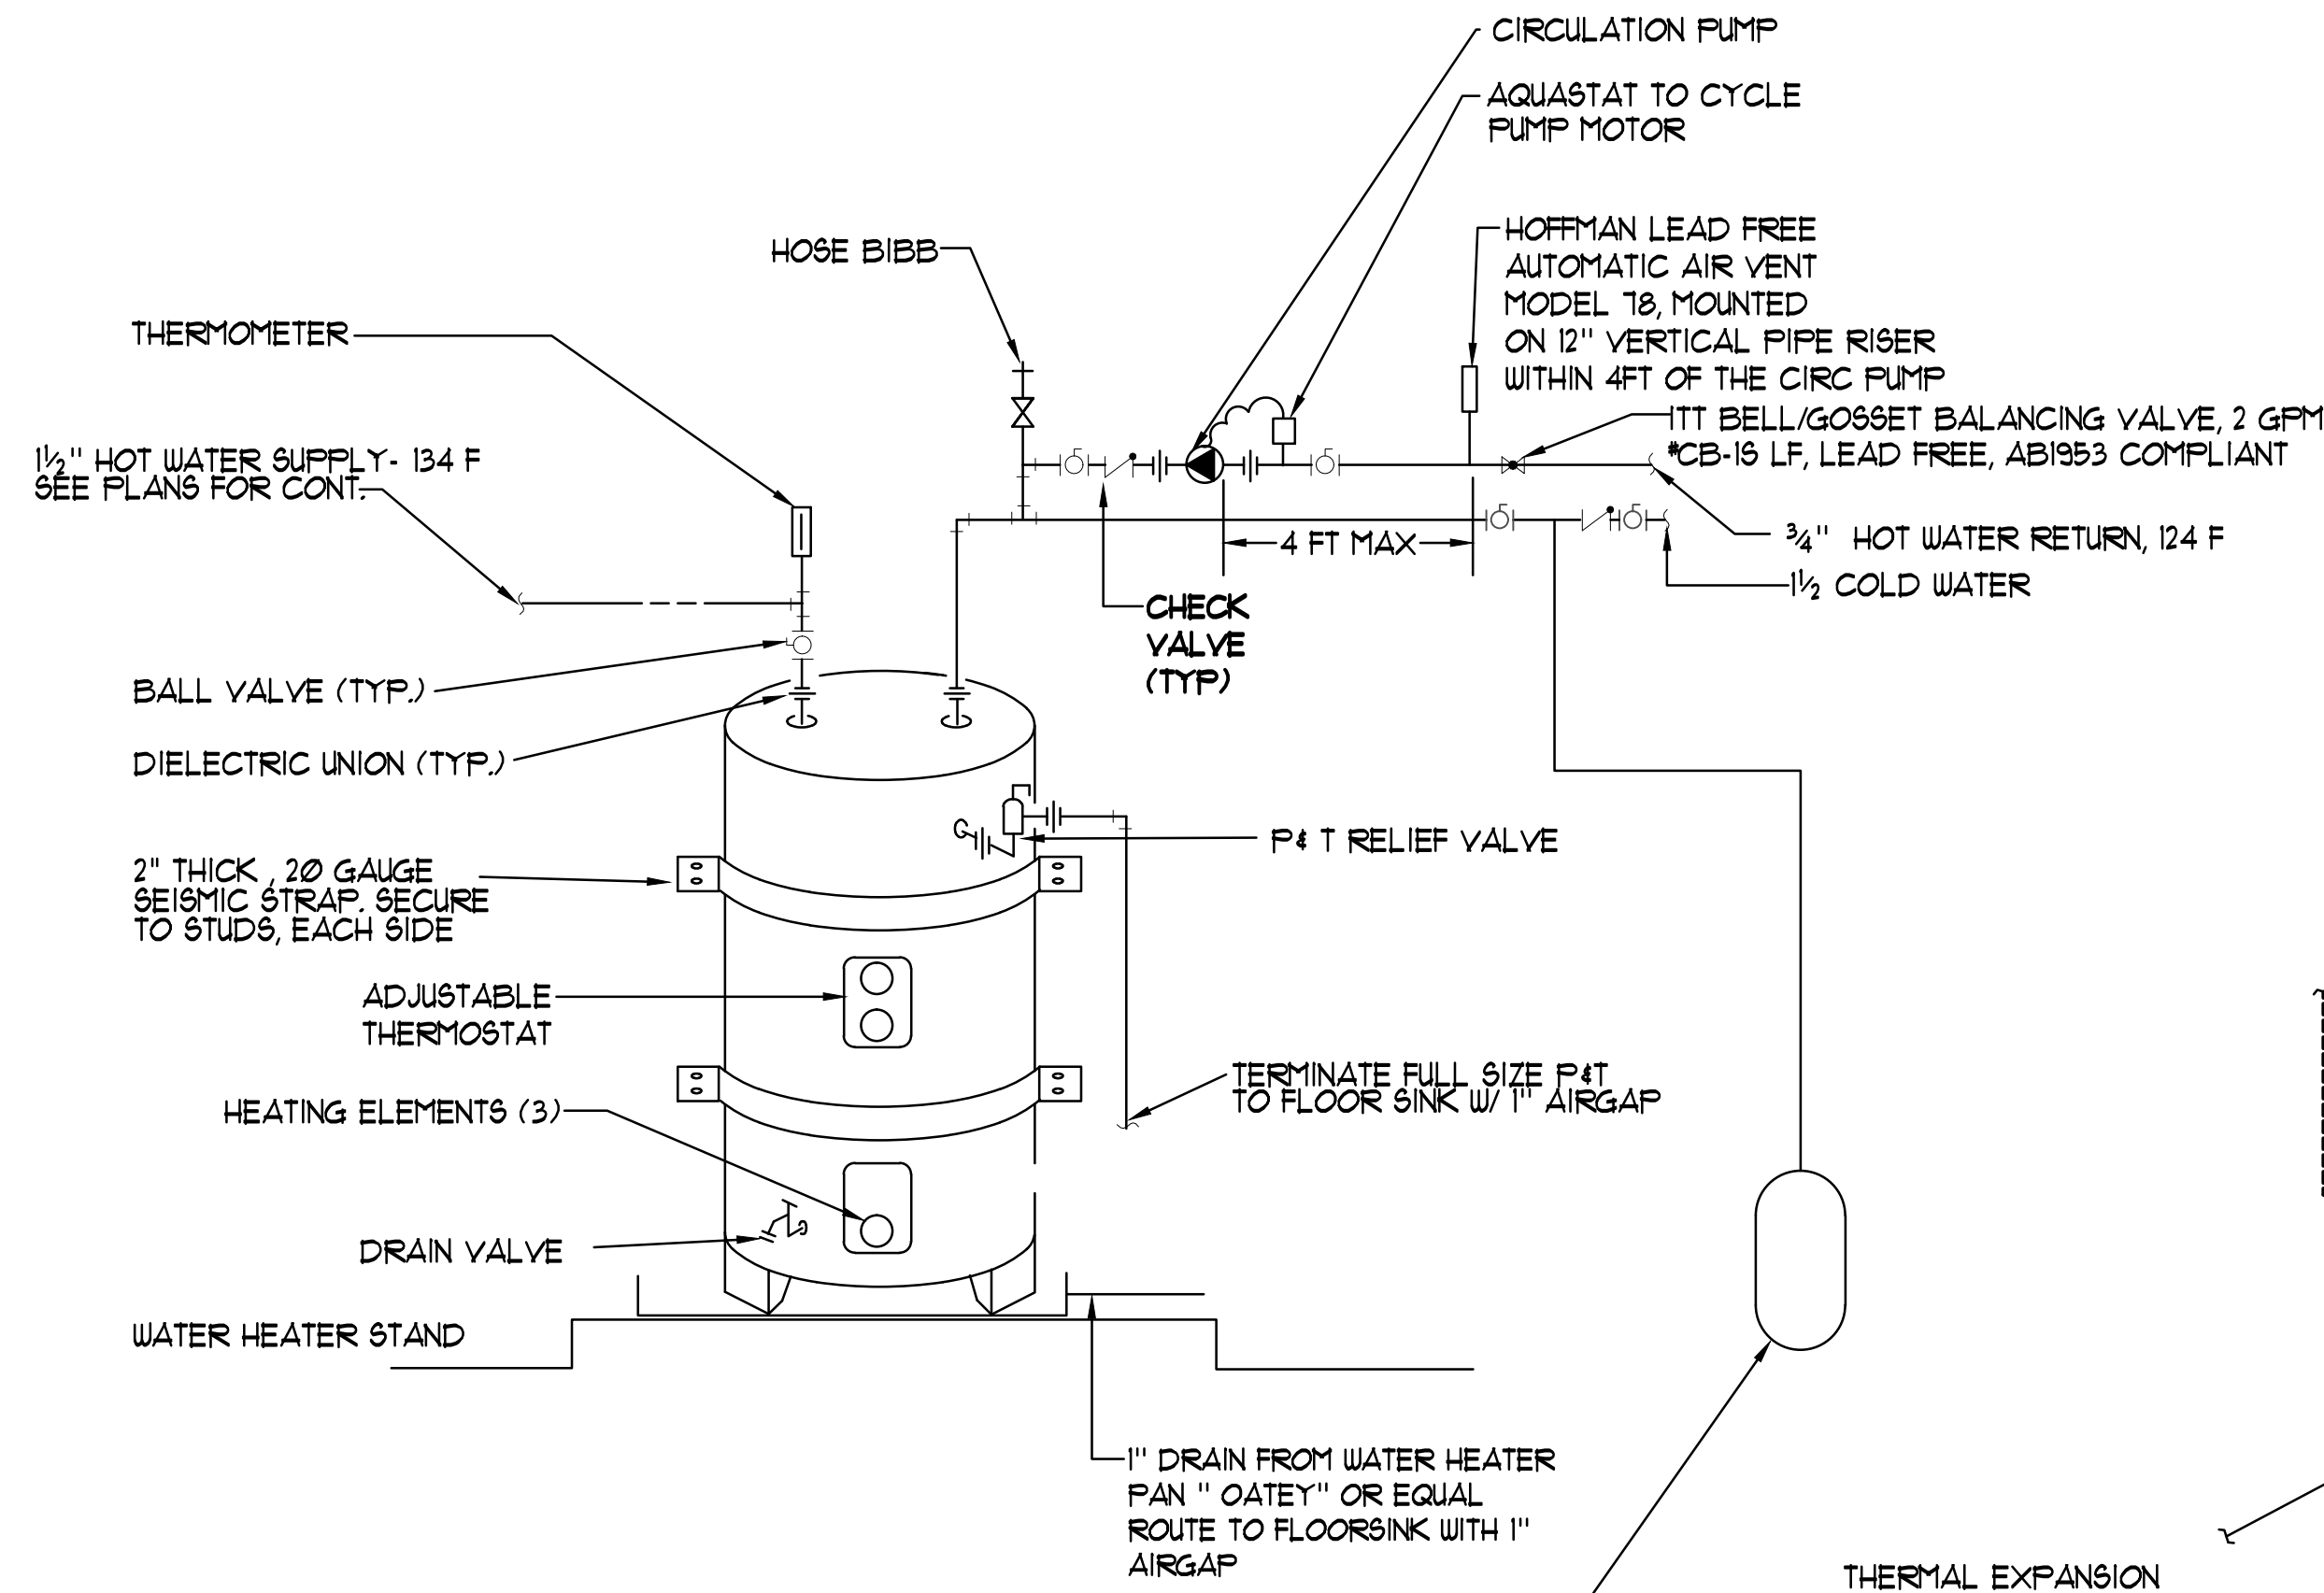 CIRCULATION PUMP
AQUASTAT TO CYCLE
PUMP MOTOR
HOSE BIBB
HOFFMAN LEAD FREE
AUTOMATIC AIR VENT
MODEL 78, MOUNTED
ON 12" VERTICAL PIPE RISER
WITHIN 4FT OF THE CIRC PUMP
THERMOMETER
ITT BELL/GOSSET BALANCING VALVE, 2 GPM
#CB-1S LF, LEAD FREE, AB1953 COMPLIANT
1½" HOT WATER SUPPLY- 134 F
SEE PLANS FOR CONT.
¾" HOT WATER RETURN, 124 F
4 FT MAX
1½ COLD WATER
CHECK
VALVE
(TYP)
BALL VALVE (TYP.)
DIELECTRIC UNION (TYP.)
P&T RELIEF VALVE
2" THICK , 20 GAUGE
SEISMIC STRAP. SECURE
TO STUDS, EACH SIDE
ADJUSTABLE
THERMOSTAT
TERMINATE FULL SIZE P&T
TO FLOOR SINK W/ 1" AIRGAP
HEATING ELEMENTS (3)
DRAIN VALVE
WATER HEATER STAND
1" DRAIN FROM WATER HEATER
PAN " OATEY" OR EQUAL
ROUTE TO FLOORSINK WITH 1"
AIRGAP
THERMAL EXPANSION